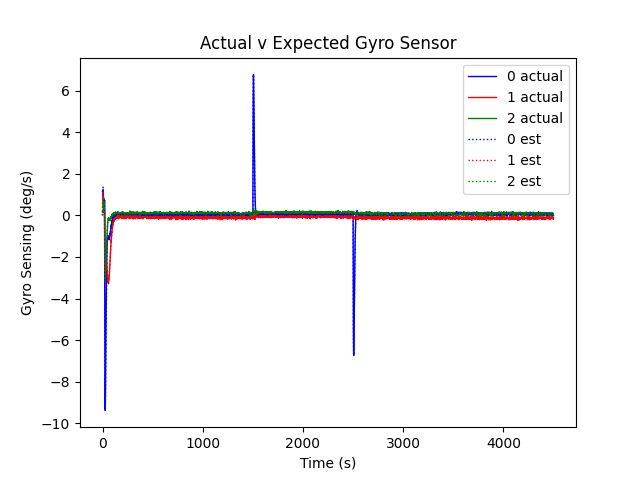 Actual v Expected Gyro Sensor
6
4
2
0
−2
−4
−6
−8
−10
Gyro Sensing (deg/s)
0 actual
1 actual
2 actual
0 est
1 est
2 est
0 1000 2000 3000 4000
Time (s)